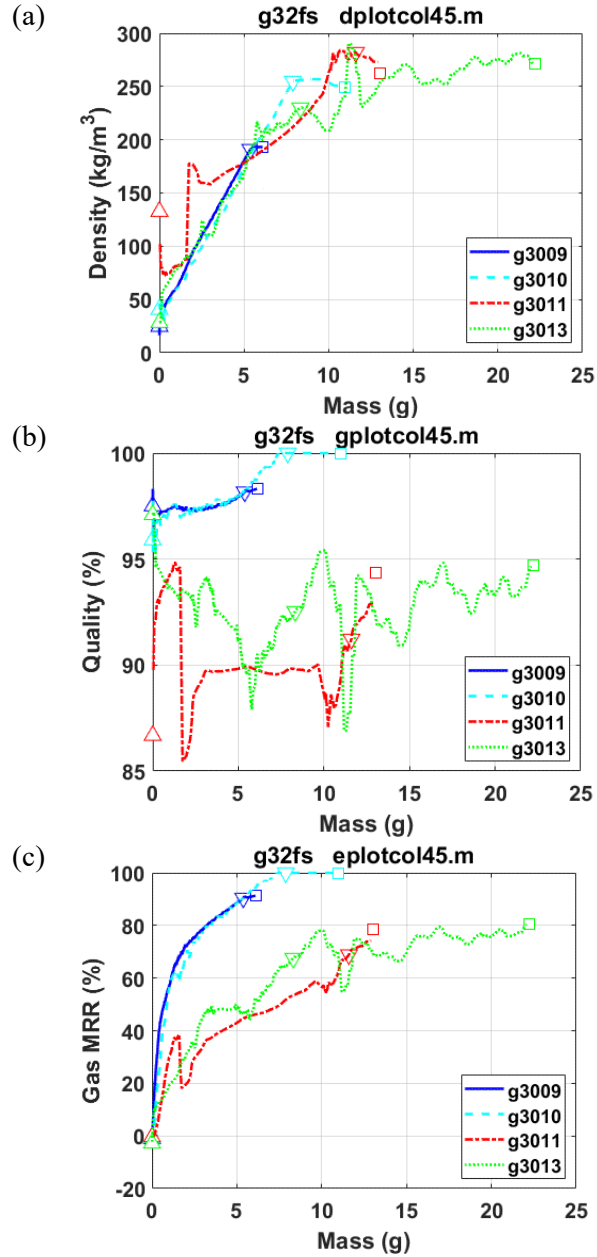 (a)
g32fs dplotcol45.m
300
250
200
150
100
50
0
Density (kg/m³)
g3009
g3010
g3011
g3013
0 5 10 15 20 25
Mass (g)
(b)
g32fs gplotcol45.m
100
95
90
85
Quality (%)
g3009
g3010
g3011
g3013
0 5 10 15 20 25
Mass (g)
(c)
g32fs eplotcol45.m
100
80
60
40
20
0
-20
Gas MRR (%)
g3009
g3010
g3011
g3013
0 5 10 15 20 25
Mass (g)